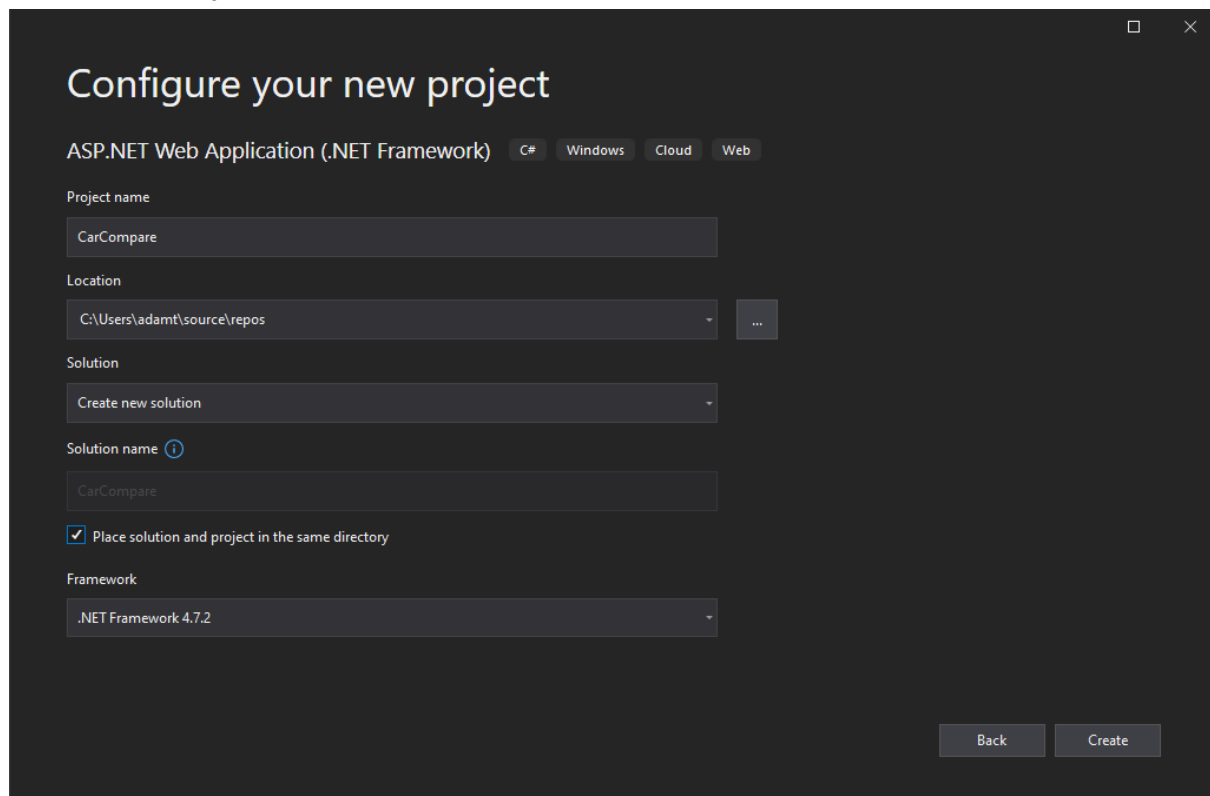 Configure your new project
ASP.NET Web Application (.NET Framework) C# Windows Cloud Web
Project name
CarCompare
Location
C:\Users\adamt\source\repos
...
Solution
Create new solution
Solution name
CarCompare
Place solution and project in the same directory
Framework
.NET Framework 4.7.2
Back Create